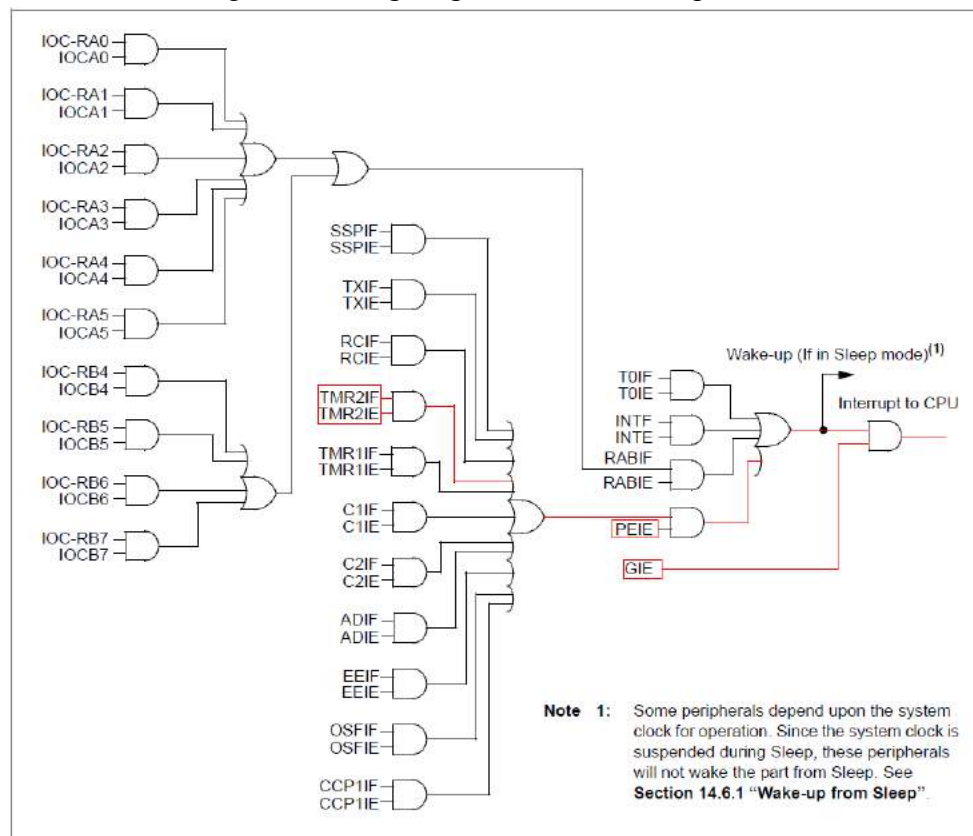 IOC-RA0
IOCA0
IOC-RA1
IOCA1
IOC-RA2
IOCA2
IOC-RA3
IOCA3
IOC-RA4
IOCA4
IOC-RA5
IOCA5
IOC-RB4
IOCB4
IOC-RB5
IOCB5
IOC-RB6
IOCB6
IOC-RB7
IOCB7
SSPIF
SSPIE
TXIF
TXIE
RCIF
RCIE
TMR2IF
TMR2IE
TMR1IF
TMR1IE
C1IF
C1IE
C2IF
C2IE
ADIF
ADIE
EEIF
EEIE
OSFIF
OSFIE
CCP1IF
CCP1IE
Wake-up (If in Sleep mode)(1)
T0IF
T0IE
Interrupt to CPU
INTF
INTE
RABIF
RABIE
PEIE
GIE
Note 1: Some peripherals depend upon the system
clock for operation. Since the system clock is
suspended during Sleep, these peripherals
will not wake the part from Sleep. See
Section 14.6.1 “Wake-up from Sleep”.